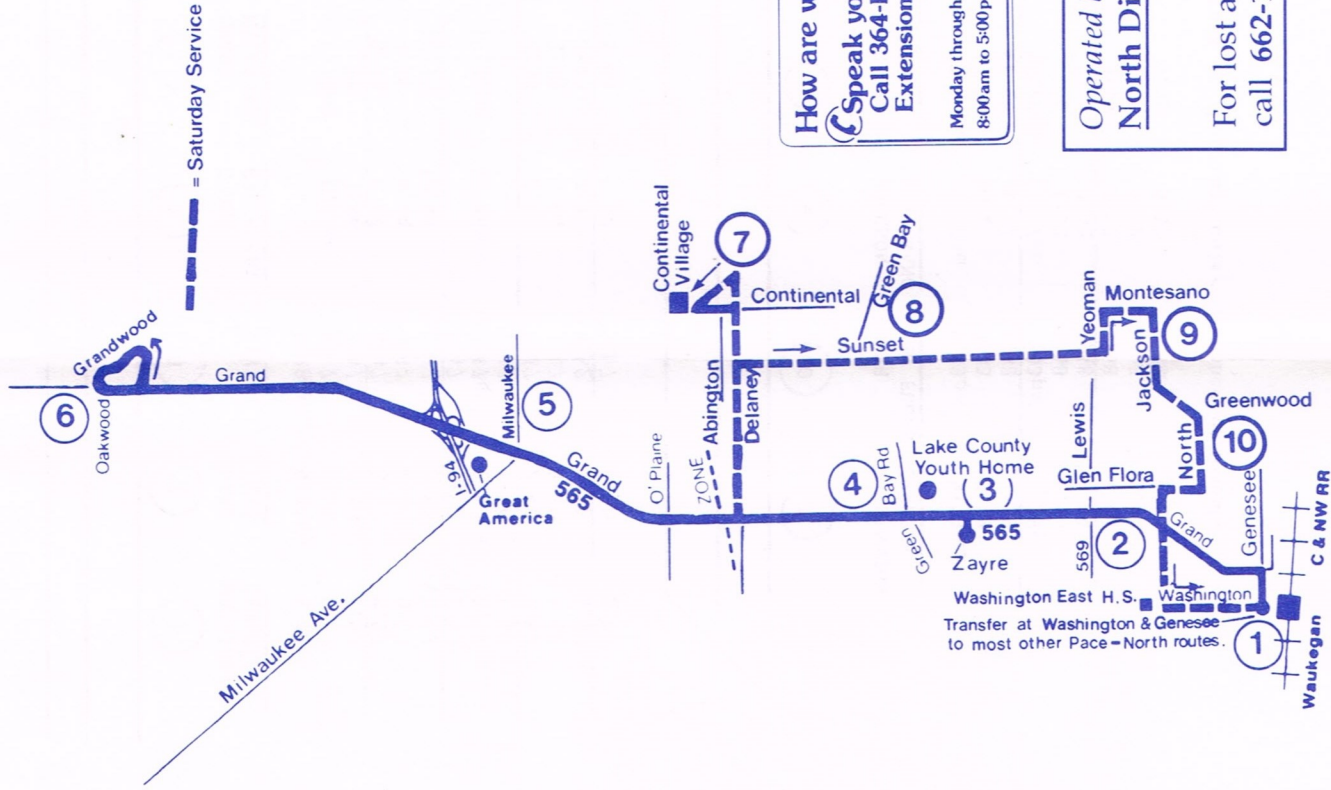 = Saturday Service
How are w
Speak yo
Call 364-
Extension
Monday through
8:00am to 5:00p
Operated
North Di
For lost a
call 662-
Continental
Village
7
Continental
Green Bay
8
Sunset
Yeoman
Montesano
9
Jackson
Grandwood
Grand
6
Oakwood
Milwaukee
5
I-94
Great
America
Grand
565
O'Plaine
ZONE
Abington
Delaney
4
Bay Rd
Green
Lake County
Youth Home
(3)
565
Zayre
Lewis
Glen Flora
569
2
North
Greenwood
10
Grand
Genesee
C & NW RR
Washington East H.S.
Washington
Transfer at Washington & Genesee
to most other Pace-North routes.
1
Waukegan
Milwaukee Ave.